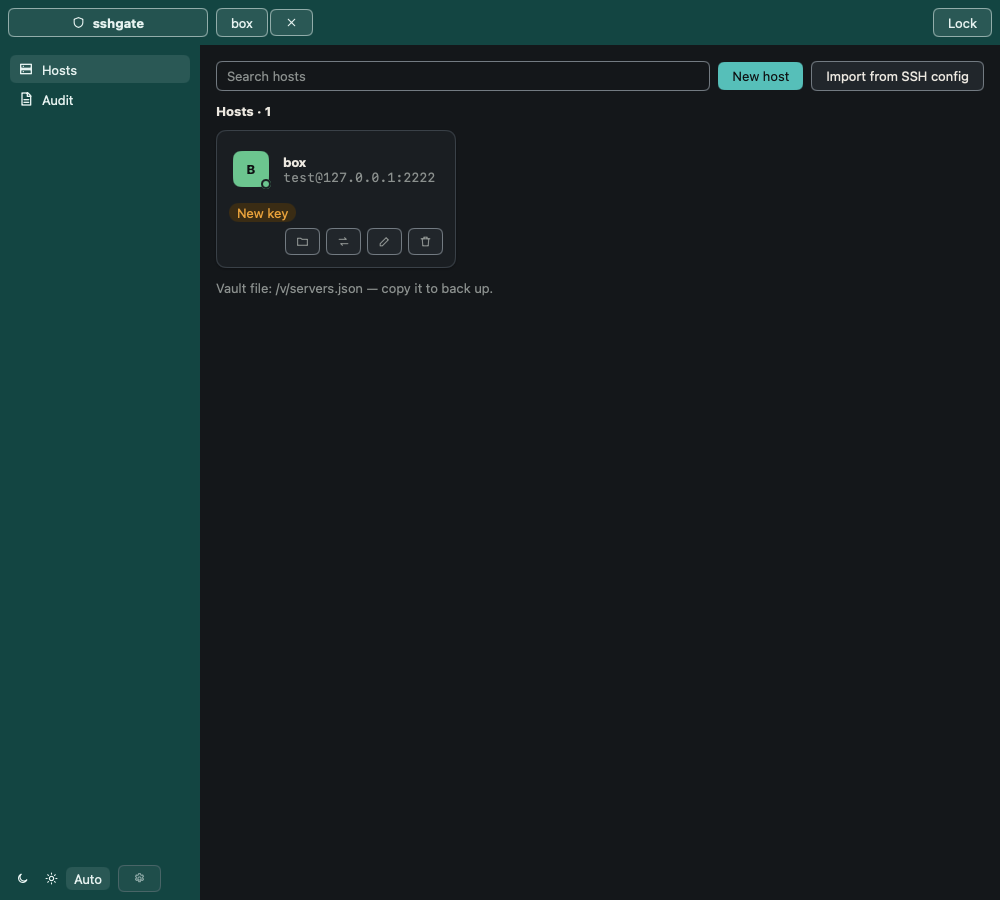 sshgate
box
Lock
Hosts
Audit
Search hosts
New host
Import from SSH config
Hosts · 1
B
box
test@127.0.0.1:2222
New key
Vault file: /v/servers.json — copy it to back up.
Auto